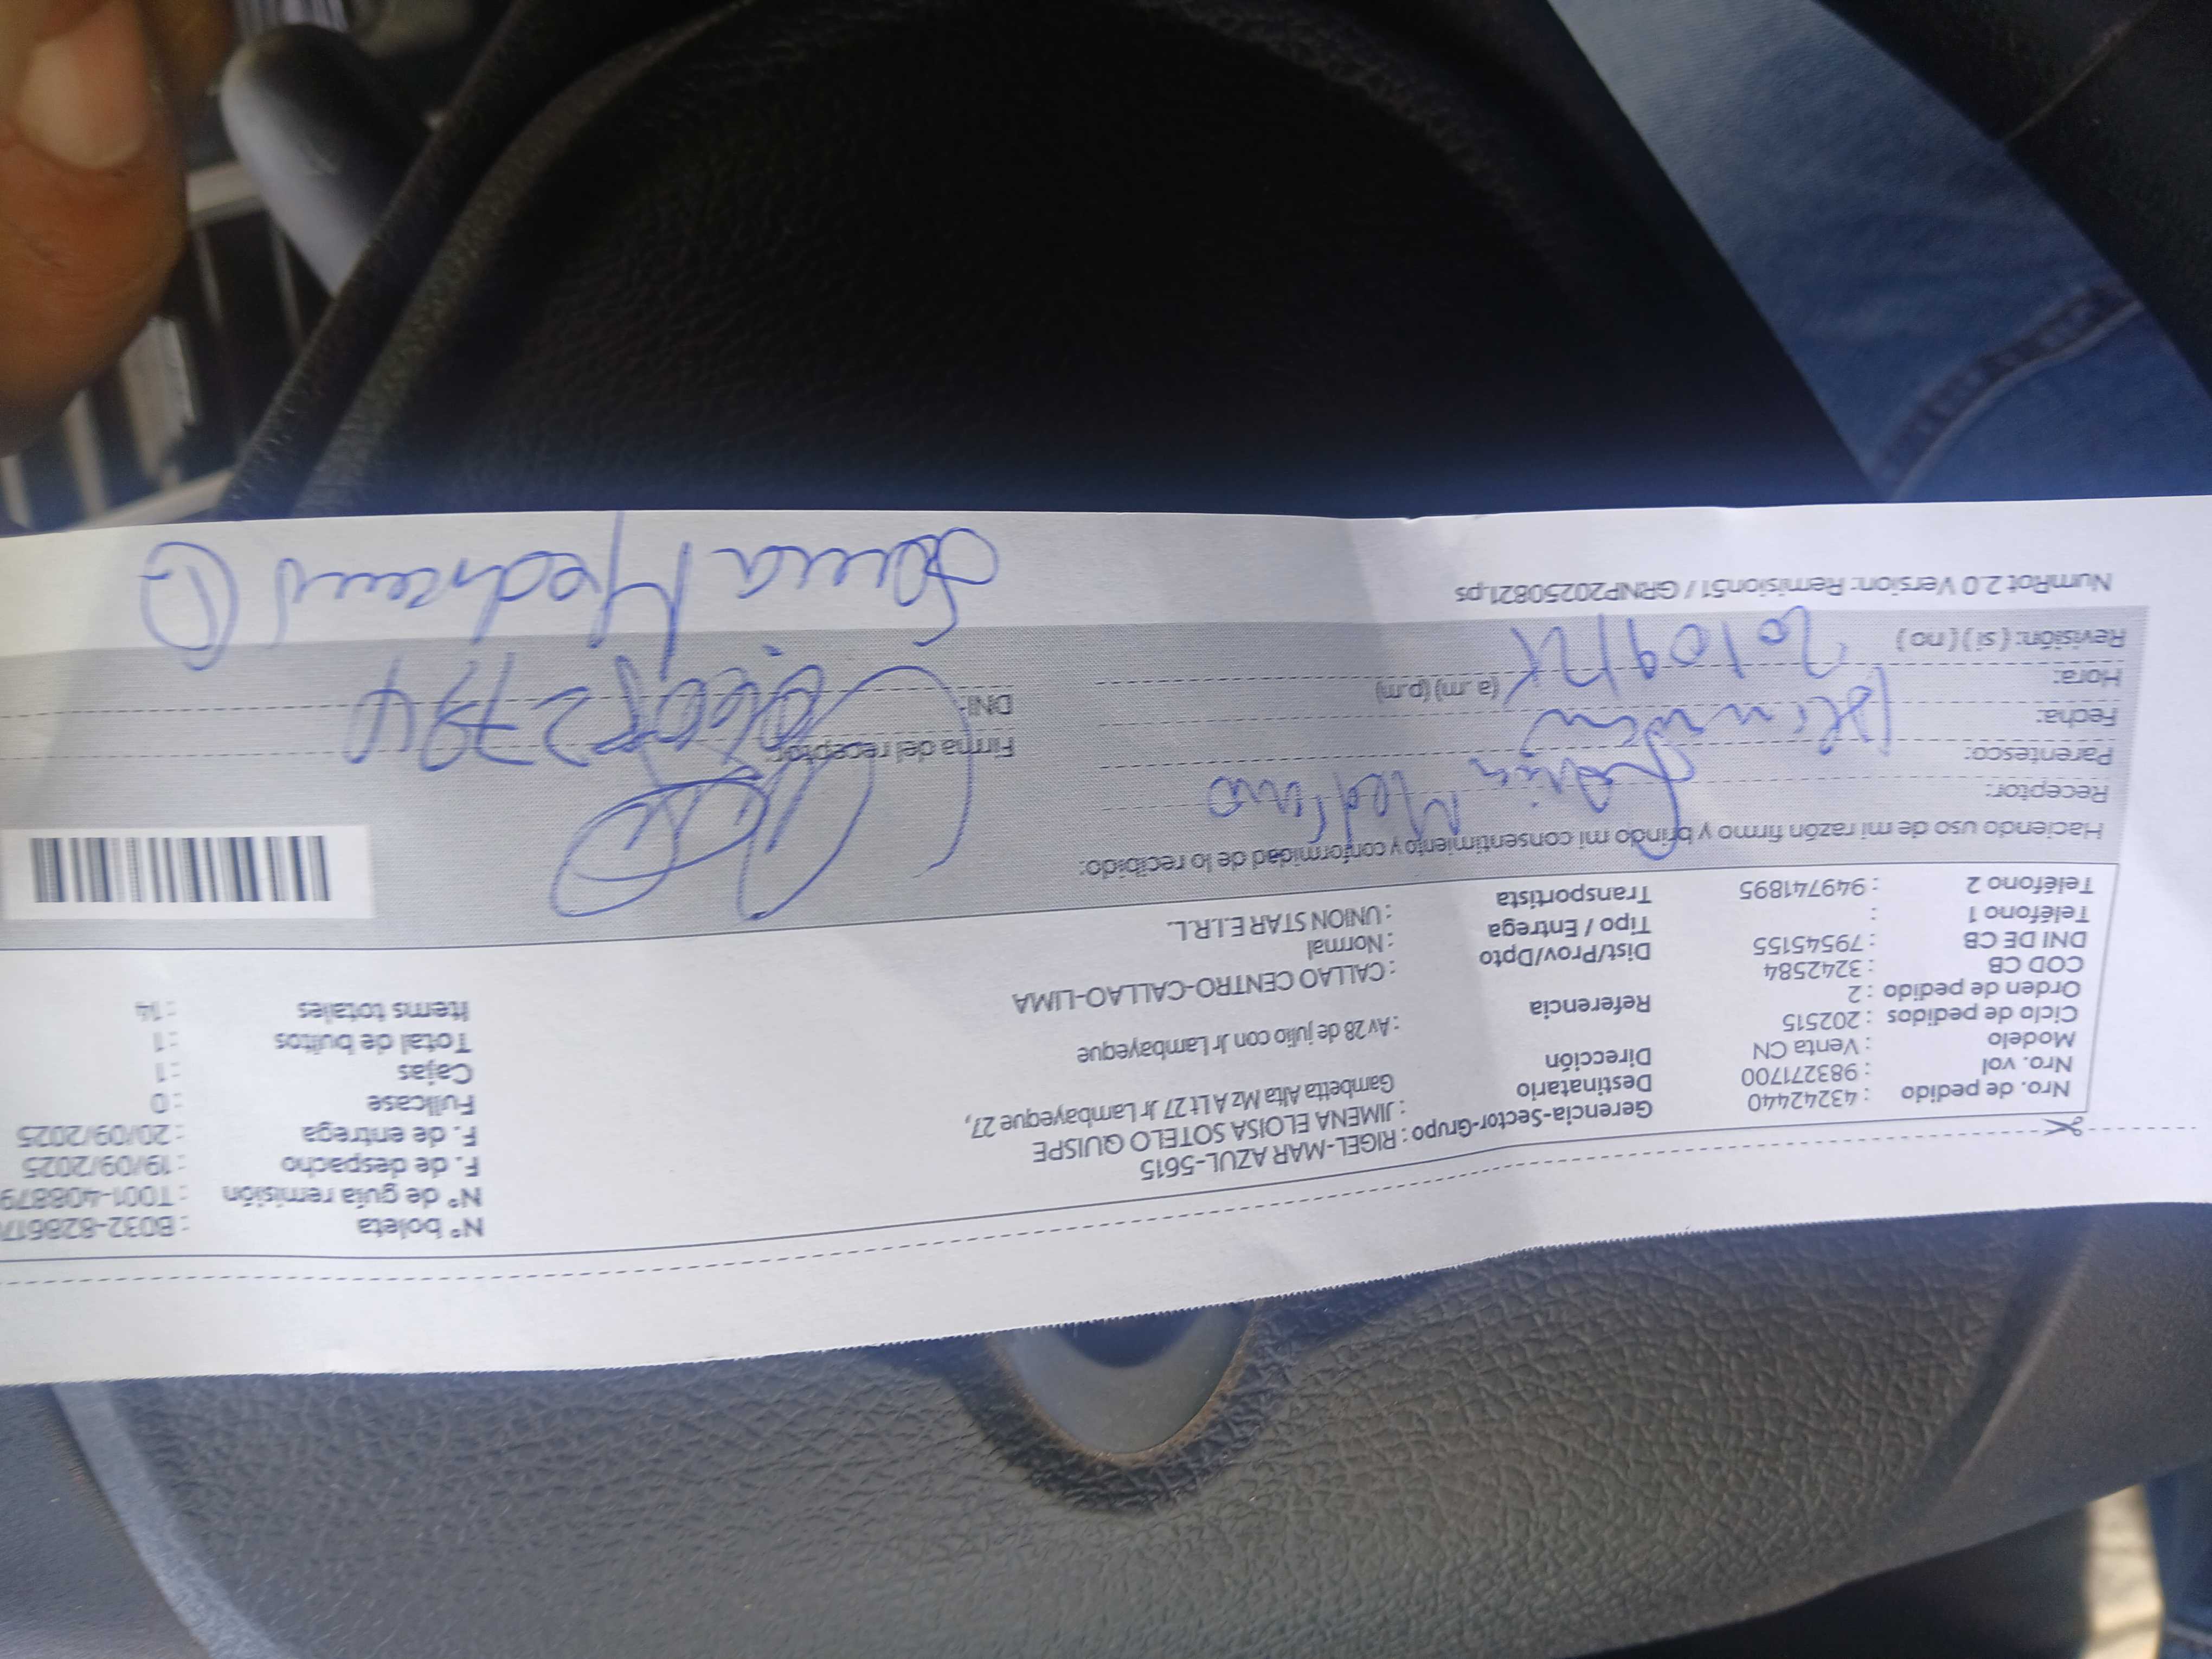 Nro. de pedido : 43242440
Nro. vol : 983271700
Modelo : Venta CN
Ciclo de pedidos : 202515
Orden de pedido : 2
COD CB : 3242584
DNI DE CB : 79545155
Teléfono 1 :
Teléfono 2 : 949741895
Gerencia-Sector-Grupo : RIGEL-MAR AZUL-5615
Destinatario : JIMENA ELOISA SOTELO QUISPE
Dirección Gambetta Alta Mz A Lt 27 Jr Lambayeque 27,
Referencia : Av 28 de julio con Jr Lambayeque
Dist/Prov/Dpto : CALLAO CENTRO-CALLAO-LIMA
Tipo / Entrega : Normal
Transportista : UNION STAR E.I.R.L.
N° boleta : B032-828617
N° de guía remisión : T001-408879
F. de despacho : 19/09/2025
F. de entrega : 20/09/2025
Fullcase : 0
Cajas : 1
Total de bultos : 1
Items totales : 14
Haciendo uso de mi razón firmo y brindo mi consentimiento y conformidad de lo recibido:
Receptor: Medrano
Parentesco:
Fecha:
Hora: (a .m) (p.m)
Revisión: ( si ) ( no )
Firma del receptor:
DNI:
Medrano
NumRot 2.0 Version: Remision51 / GRNP20250821.ps